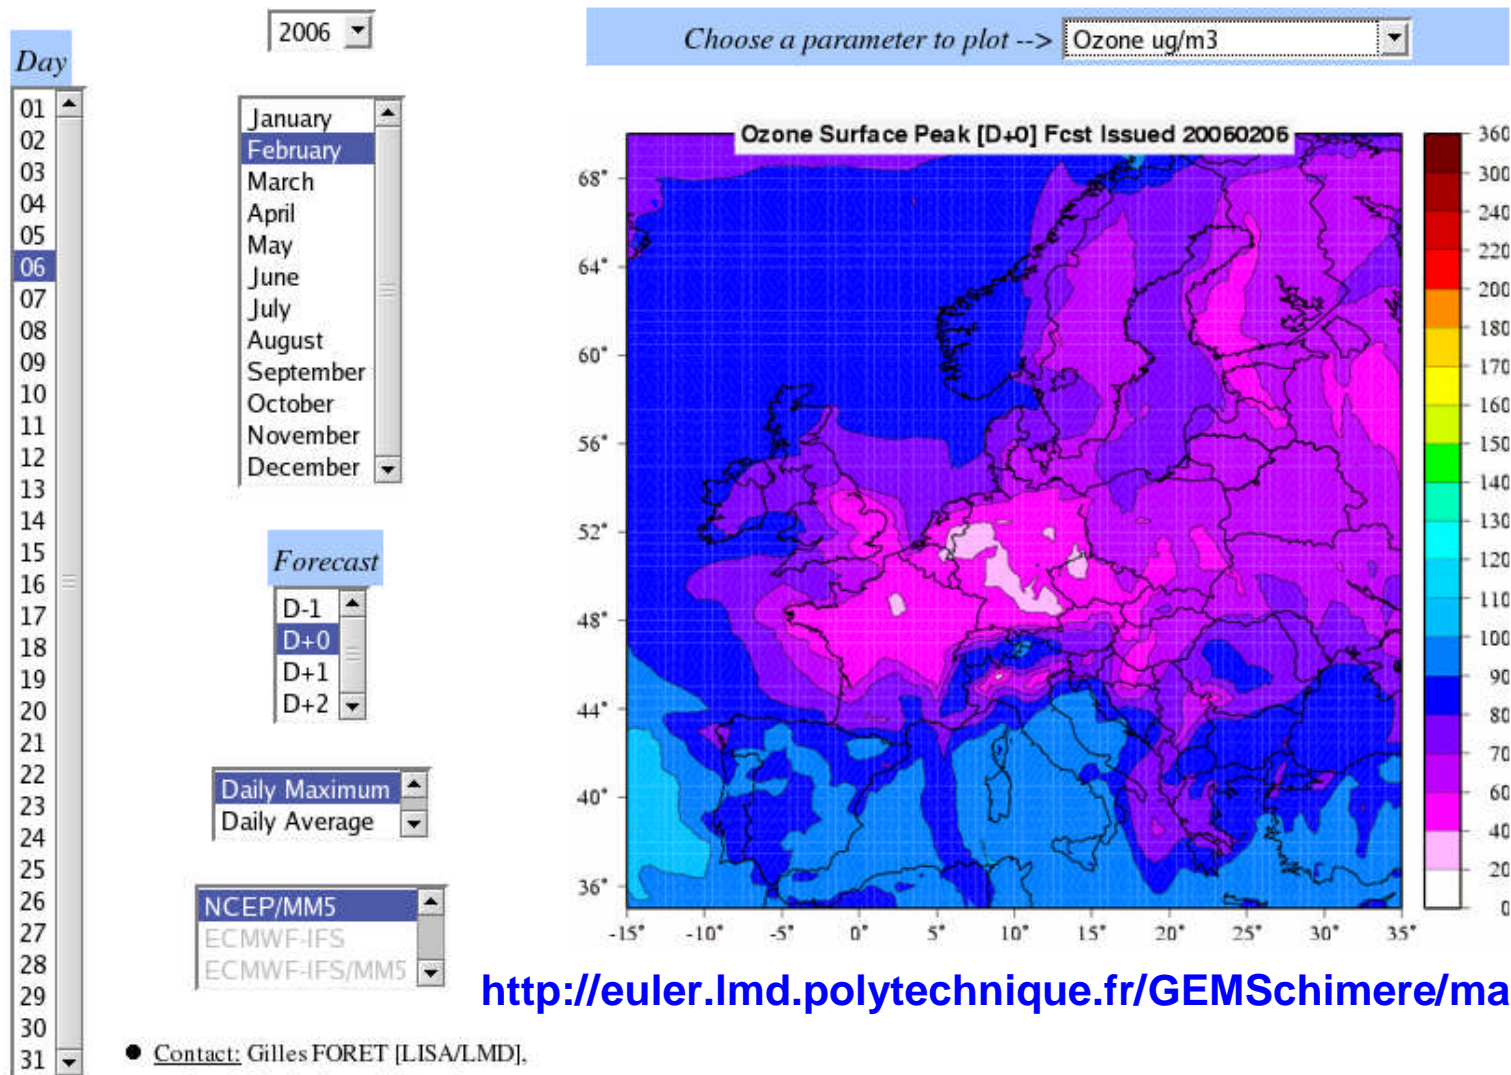 2006
Choose a parameter to plot --> Ozone ug/m3
Day
01
02
03
04
05
06
07
08
09
10
11
12
13
14
15
16
17
18
19
20
21
22
23
24
25
26
27
28
29
30
31
January
February
March
April
May
June
July
August
September
October
November
December
Forecast
D-1
D+0
D+1
D+2
Daily Maximum
Daily Average
NCEP/MM5
ECMWF-IFS
ECMWF-IFS/MM5
Ozone Surface Peak [D+0] Fcst Issued 20060206
68°
64°
60°
56°
52°
48°
44°
40°
36°
-15° -10° -5° 0° 5° 10° 15° 20° 25° 30° 35°
360
300
240
220
200
180
170
160
150
140
130
120
110
100
90
80
70
60
40
20
0
http://euler.lmd.polytechnique.fr/GEMSchimere/ma
● Contact: Gilles FORET [LISA/LMD],